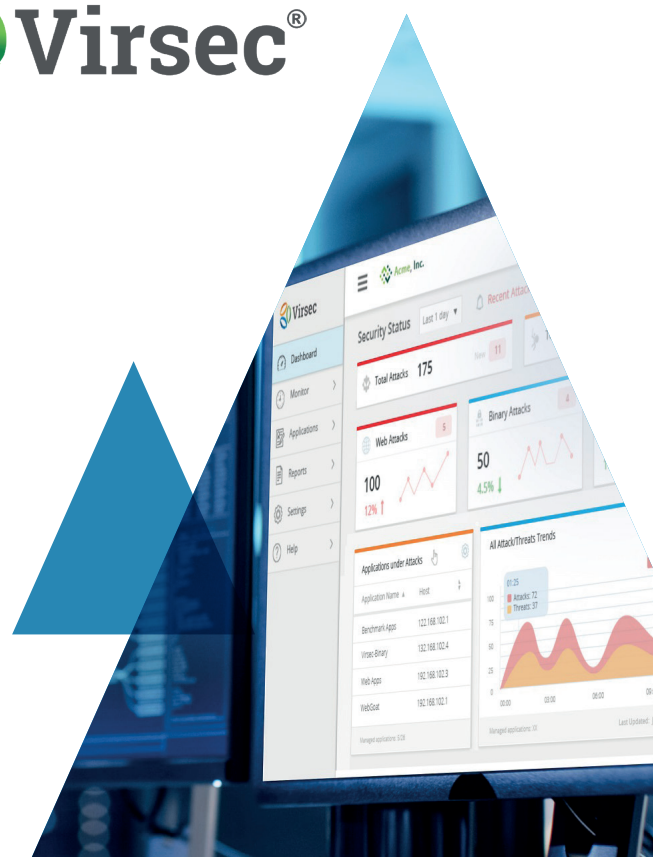 Virsec®
Virsec
Acme, Inc.
Dashboard
Monitor
Applications
Reports
Settings
Help
Security Status
Last 1 day
Recent
Total Attacks 175
New 11
Web Attacks
5
100
12%
Binary Attacks
4
50
4.5%
Applications under Attacks
Application Name
Host
Benchmark Apps
122.168.102.1
Virsec-Binary
132.168.102.4
Web Apps
192.168.102.3
WebGoat
192.168.102.1
All Attack/Threats Trends
01:25
Attacks: 72
Threats: 37
100
75
50
25
0
00:00
03:00
06:00
Managed applications: 30
Last Updated: